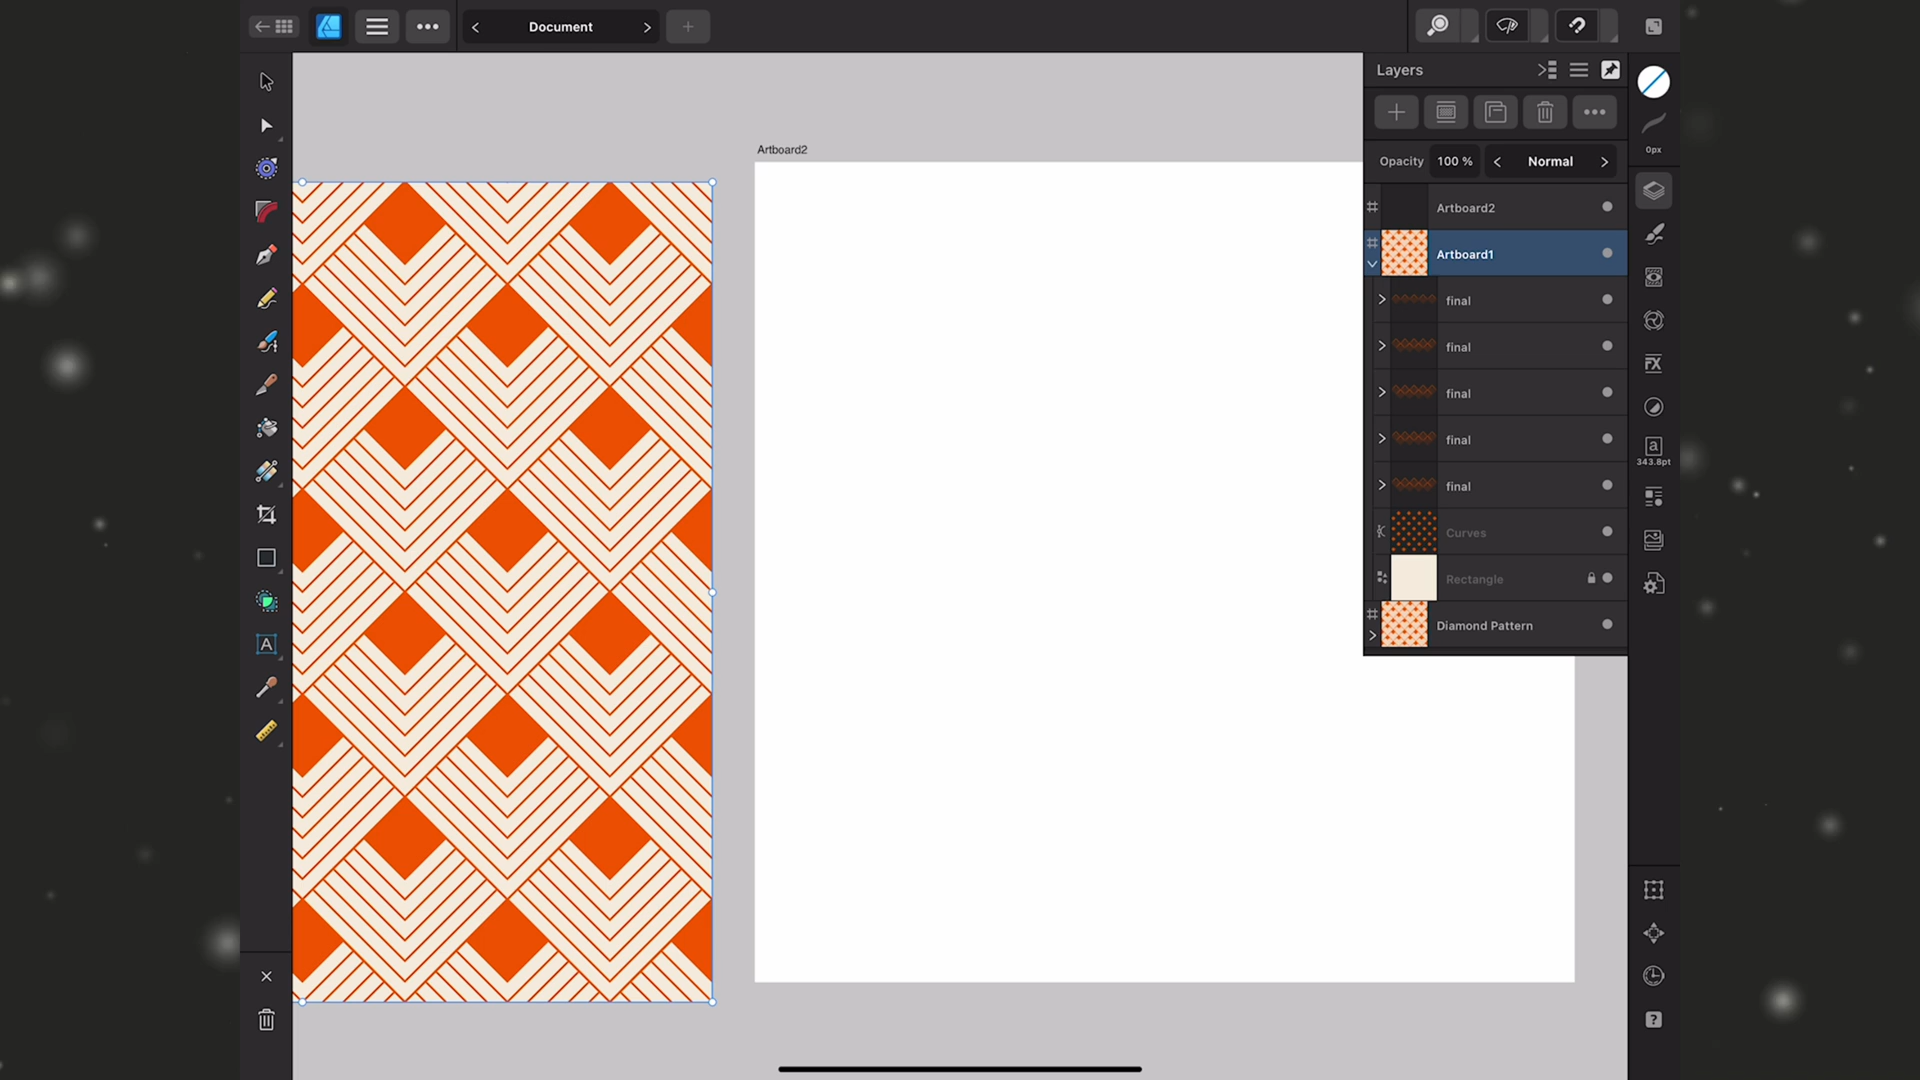 Document
Layers
Opacity 100 % Normal
Artboard2
Artboard2
Artboard1
final
final
final
final
final
Curves
Rectangle
Diamond Pattern
0px
FX
a
343.8pt
A
?